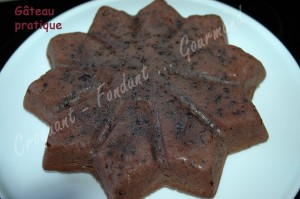 Gâteau
pratique
Croquant - Fondant ... Gourmand